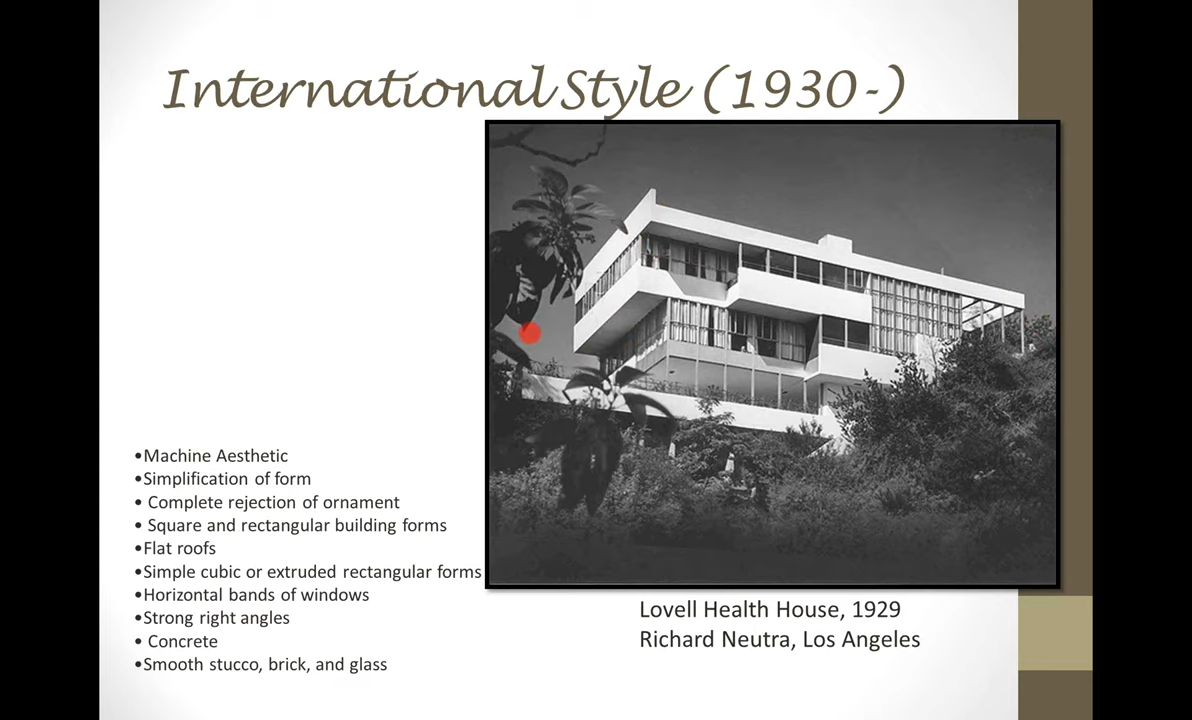 International Style (1930-)
•Machine Aesthetic
•Simplification of form
• Complete rejection of ornament
• Square and rectangular building forms
•Flat roofs
•Simple cubic or extruded rectangular forms
•Horizontal bands of windows
•Strong right angles
• Concrete
•Smooth stucco, brick, and glass
Lovell Health House, 1929
Richard Neutra, Los Angeles